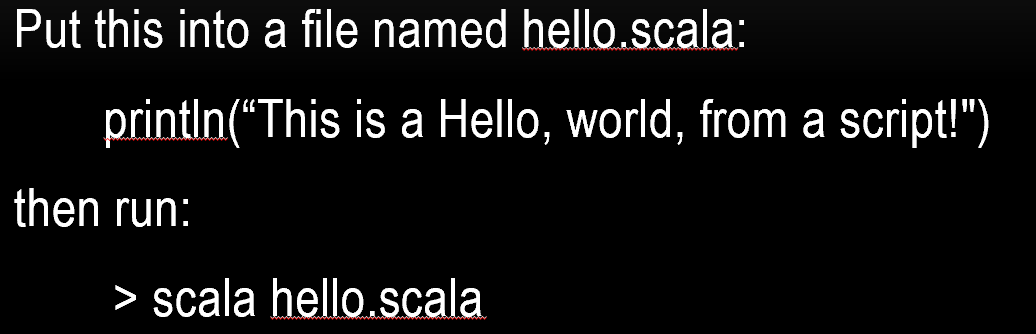 Put this into a file named hello.scala:
println(“This is a Hello, world, from a script!")
then run:
> scala hello.scala